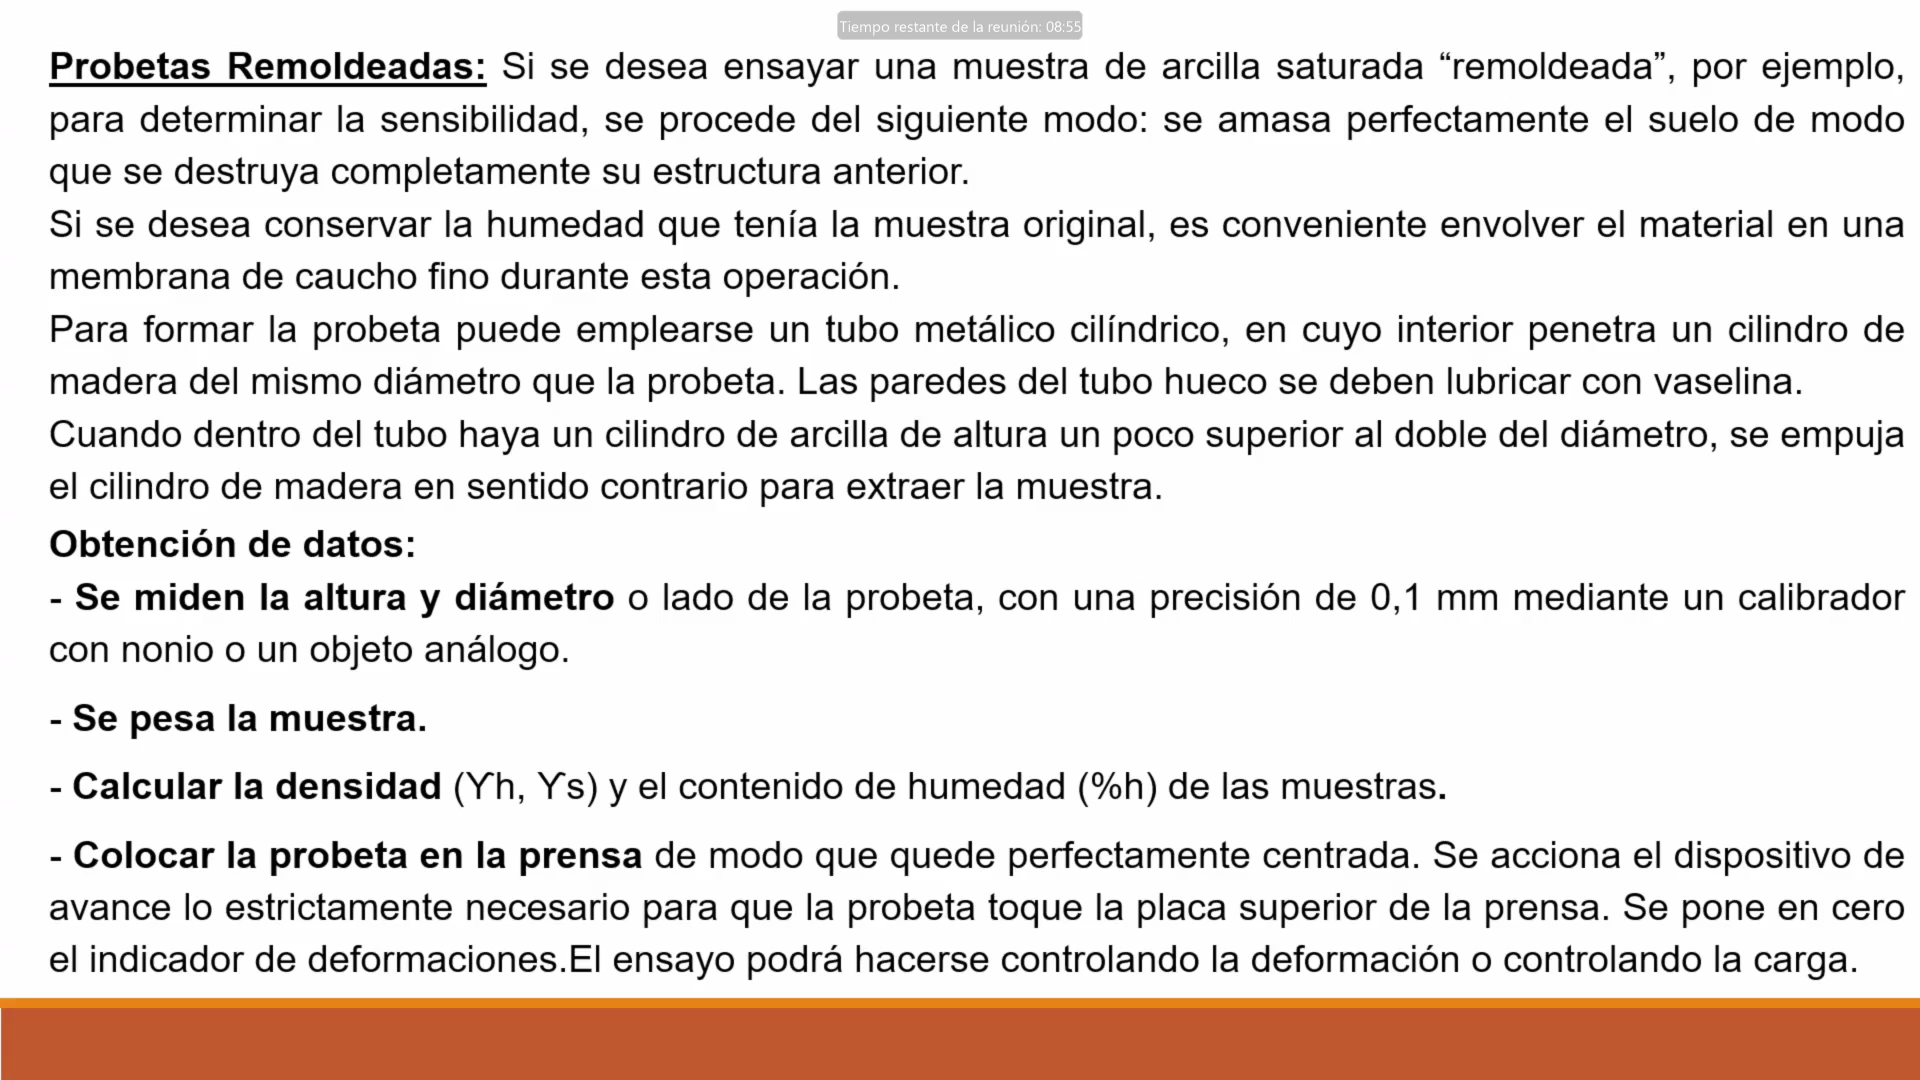 Tiempo restante de la reunión: 08:55
Probetas Remoldeadas: Si se desea ensayar una muestra de arcilla saturada “remoldeada”, por ejemplo,
para determinar la sensibilidad, se procede del siguiente modo: se amasa perfectamente el suelo de modo
que se destruya completamente su estructura anterior.
Si se desea conservar la humedad que tenía la muestra original, es conveniente envolver el material en una
membrana de caucho fino durante esta operación.
Para formar la probeta puede emplearse un tubo metálico cilíndrico, en cuyo interior penetra un cilindro de
madera del mismo diámetro que la probeta. Las paredes del tubo hueco se deben lubricar con vaselina.
Cuando dentro del tubo haya un cilindro de arcilla de altura un poco superior al doble del diámetro, se empuja
el cilindro de madera en sentido contrario para extraer la muestra.
Obtención de datos:
- Se miden la altura y diámetro o lado de la probeta, con una precisión de 0,1 mm mediante un calibrador
con nonio o un objeto análogo.
- Se pesa la muestra.
- Calcular la densidad (ϒh, ϒs) y el contenido de humedad (%h) de las muestras.
- Colocar la probeta en la prensa de modo que quede perfectamente centrada. Se acciona el dispositivo de
avance lo estrictamente necesario para que la probeta toque la placa superior de la prensa. Se pone en cero
el indicador de deformaciones.El ensayo podrá hacerse controlando la deformación o controlando la carga.